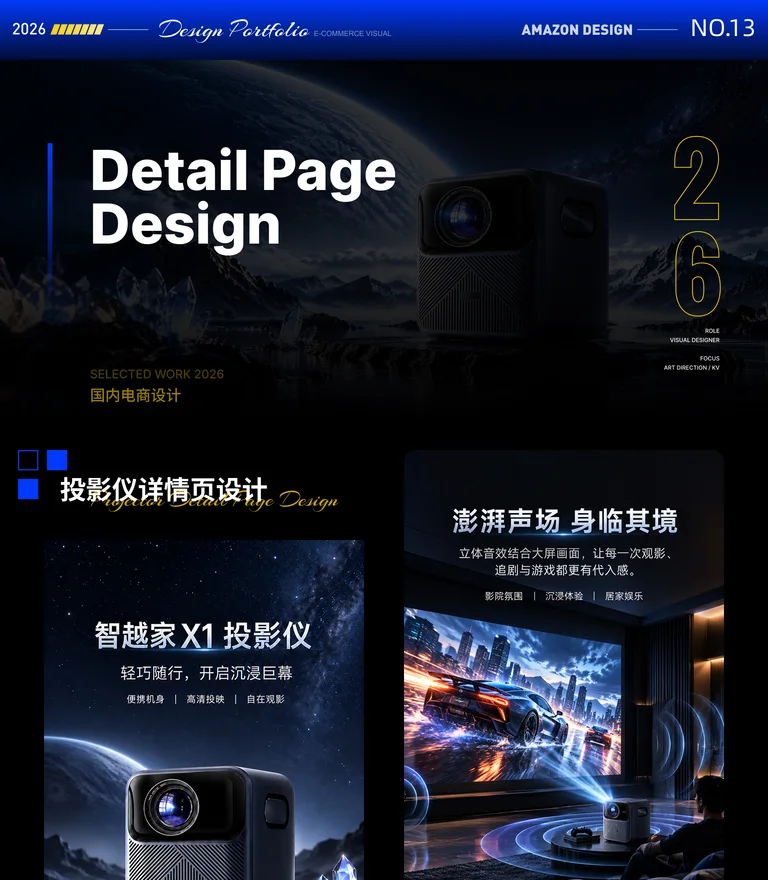 2026
Design Portfolio E-COMMERCE VISUAL
AMAZON DESIGN
NO.13
Detail Page
Design
26
ROLE
VISUAL DESIGNER
FOCUS
ART DIRECTION / KV
SELECTED WORK 2026
国内电商设计
投影仪详情页设计
Projector Detail Page Design
智越家 X1 投影仪
轻巧随行，开启沉浸巨幕
便携机身 | 高清投映 | 自在观影
澎湃声场 身临其境
立体音效结合大屏画面，让每一次观影、
追剧与游戏都更有代入感。
影院氛围 | 沉浸体验 | 居家娱乐